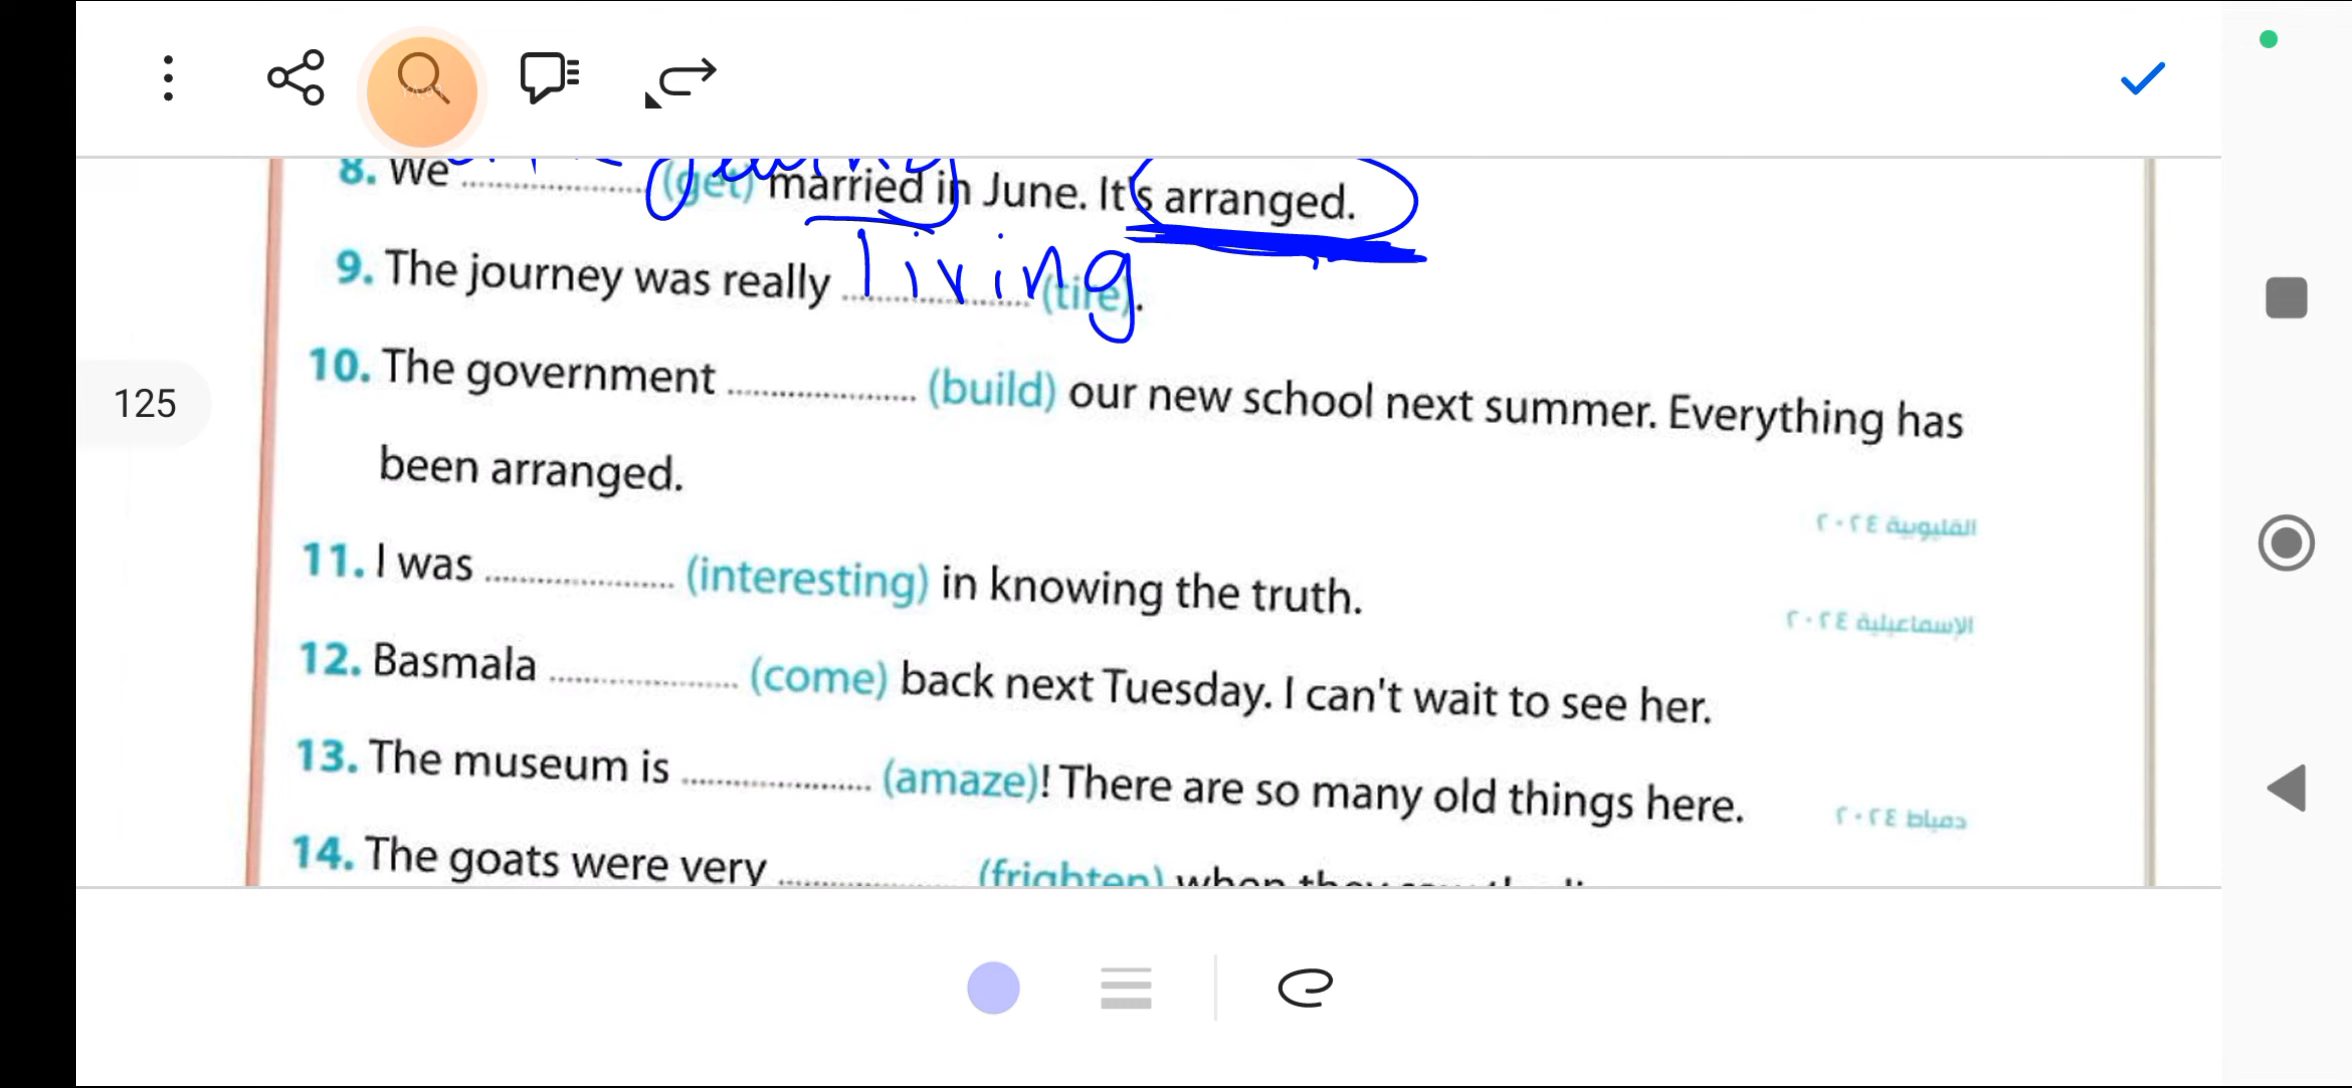 8. We .................... (get) married in June. It's arranged.
living
9. The journey was really .................... (tire).
10. The government .................... (build) our new school next summer. Everything has
125
been arranged.
القليوبية ٢٠٢٤
11. I was .................... (interesting) in knowing the truth.
الإسماعيلية ٢٠٢٤
12. Basmala .................... (come) back next Tuesday. I can't wait to see her.
13. The museum is .................... (amaze)! There are so many old things here.
دمياط ٢٠٢٤
14. The goats were very .................... (frighten) when they